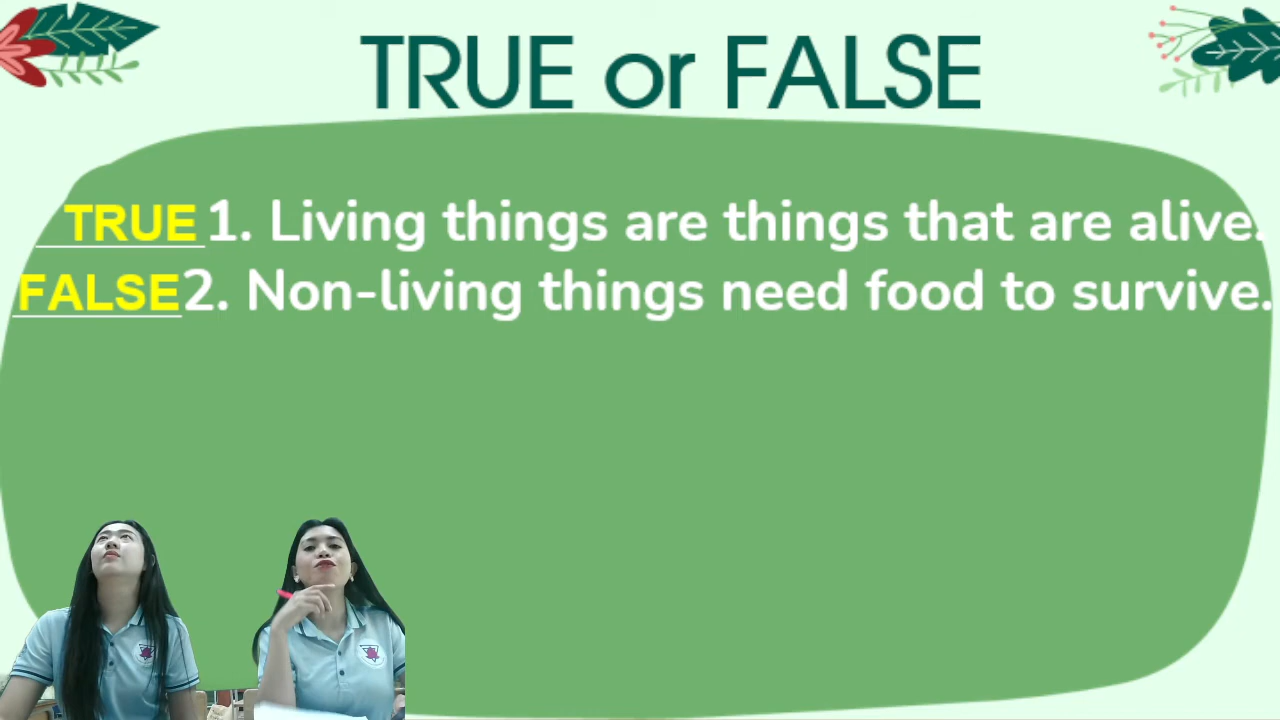 TRUE or FALSE
TRUE 1. Living things are things that are alive.
FALSE 2. Non-living things need food to survive.